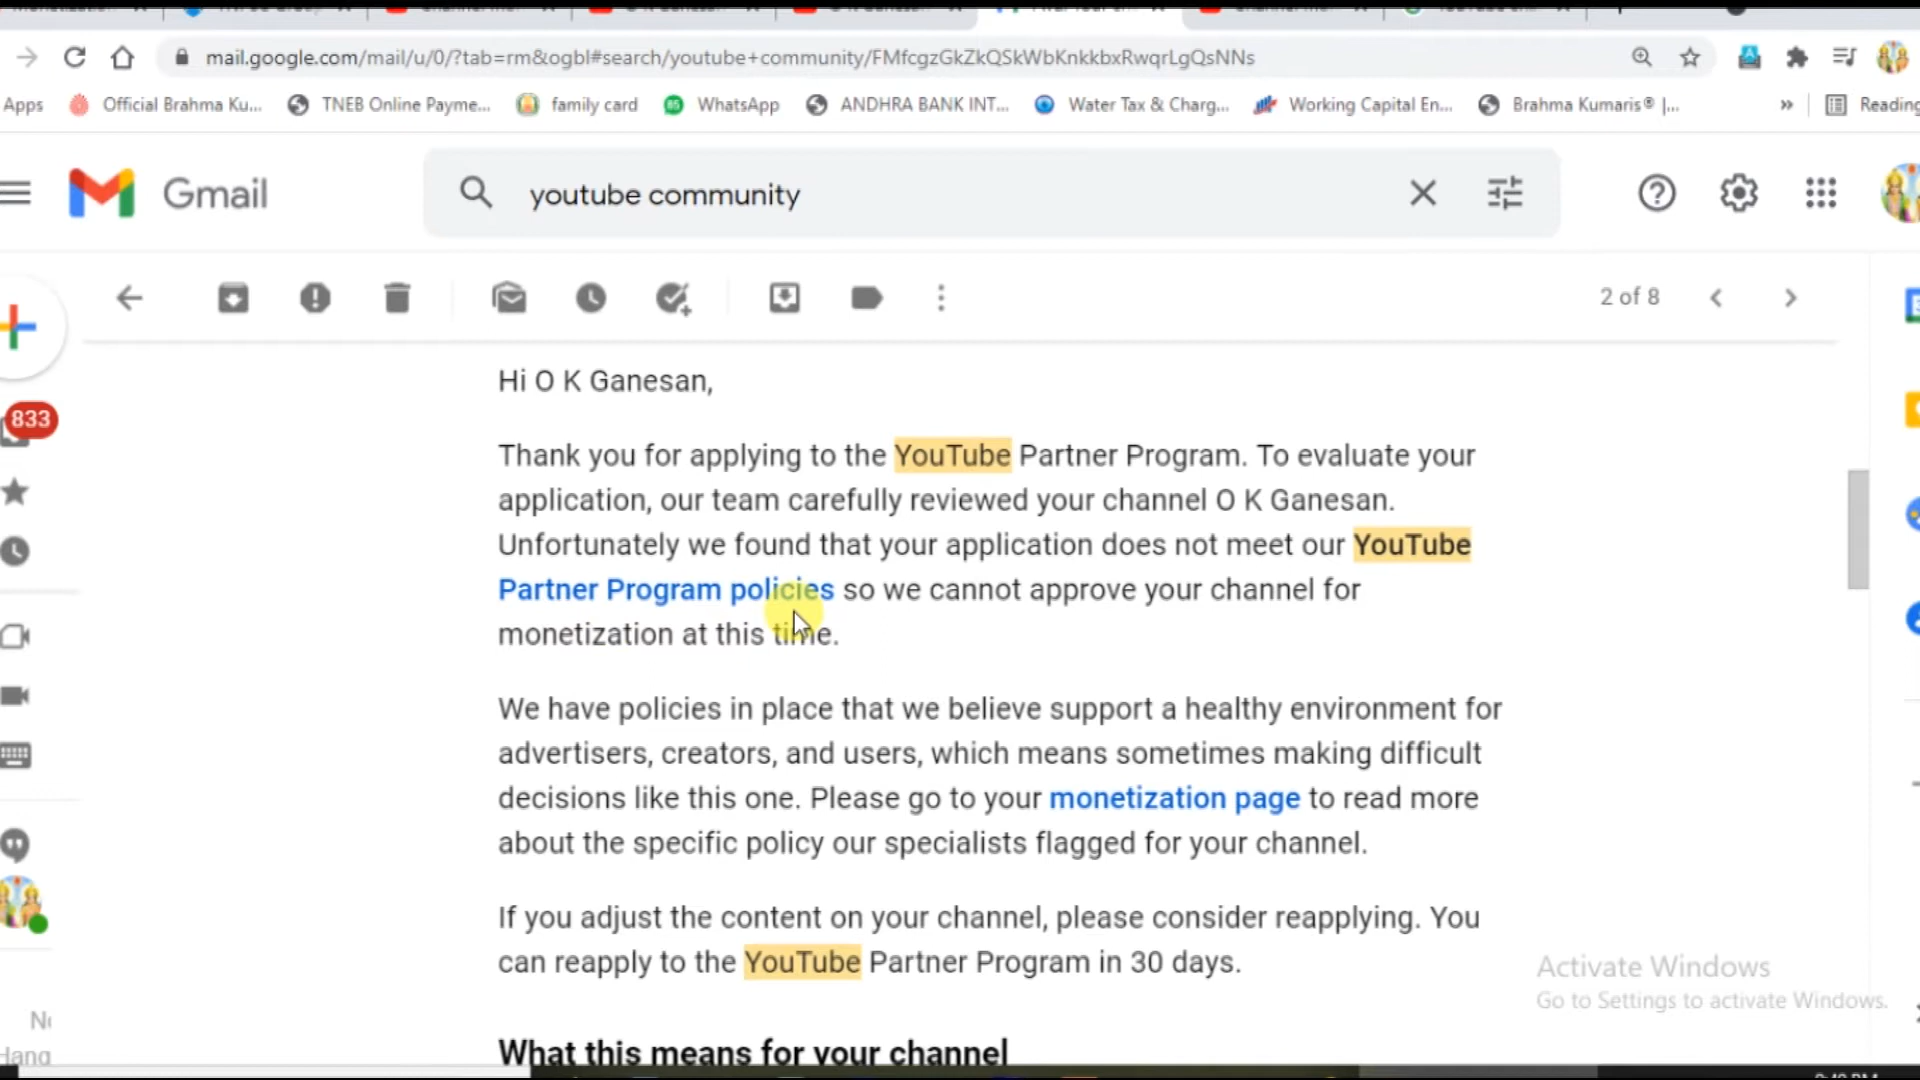 mail.google.com/mail/u/0/?tab=rm&ogbl#search/youtube+community/FMfcgzGkZkQSkWbKnkkbxRwqrLgQsNNs
Apps Official Brahma Ku... TNEB Online Payme... family card WhatsApp ANDHRA BANK INT... Water Tax & Charg... Working Capital En... Brahma Kumaris® |... » Reading
Gmail youtube community
2 of 8
Hi O K Ganesan,
833
Thank you for applying to the YouTube Partner Program. To evaluate your
application, our team carefully reviewed your channel O K Ganesan.
Unfortunately we found that your application does not meet our YouTube
Partner Program policies so we cannot approve your channel for
monetization at this time.
We have policies in place that we believe support a healthy environment for
advertisers, creators, and users, which means sometimes making difficult
decisions like this one. Please go to your monetization page to read more
about the specific policy our specialists flagged for your channel.
If you adjust the content on your channel, please consider reapplying. You
can reapply to the YouTube Partner Program in 30 days.
Activate Windows
Go to Settings to activate Windows.
What this means for your channel